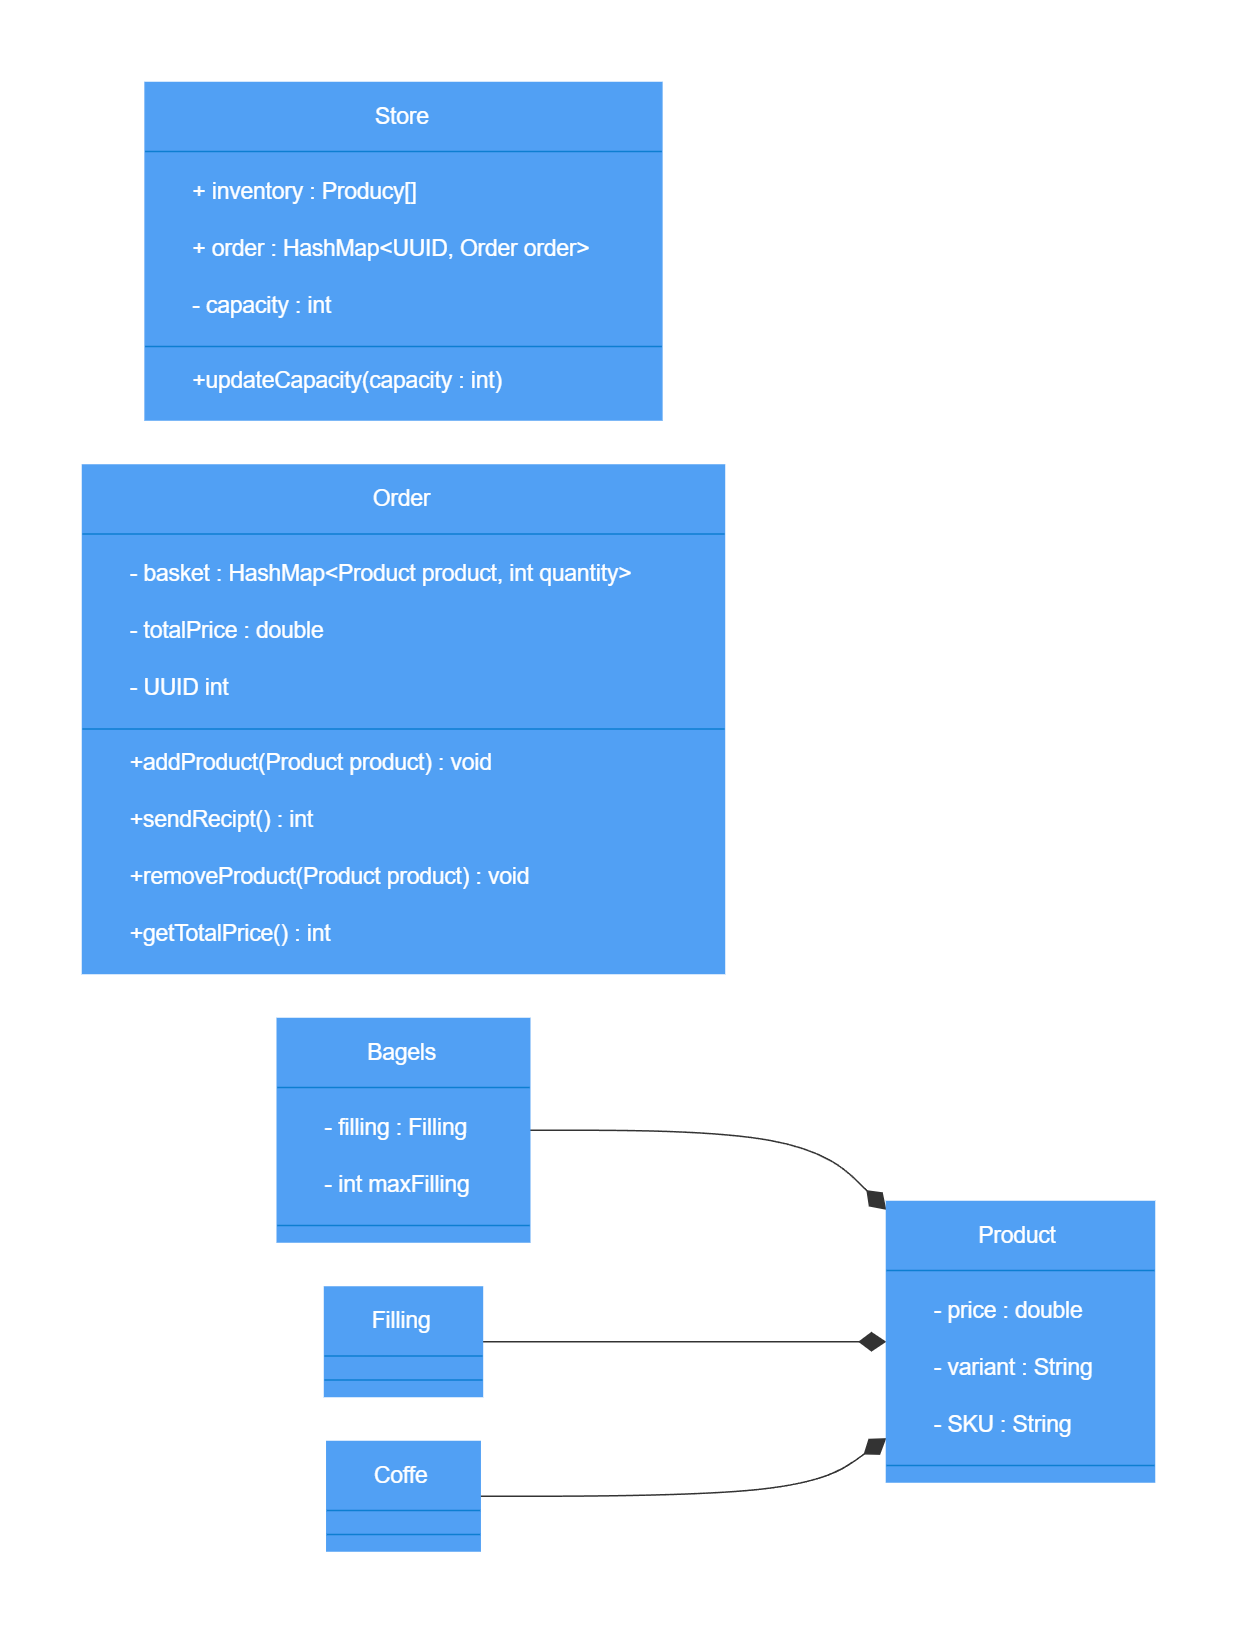 Store
+ inventory : Producy[]
+ order : HashMap<UUID, Order order>
- capacity : int
+updateCapacity(capacity : int)
Order
- basket : HashMap<Product product, int quantity>
- totalPrice : double
- UUID int
+addProduct(Product product) : void
+sendRecipt() : int
+removeProduct(Product product) : void
+getTotalPrice() : int
Bagels
- filling : Filling
- int maxFilling
Product
- price : double
- variant : String
- SKU : String
Filling
Coffe